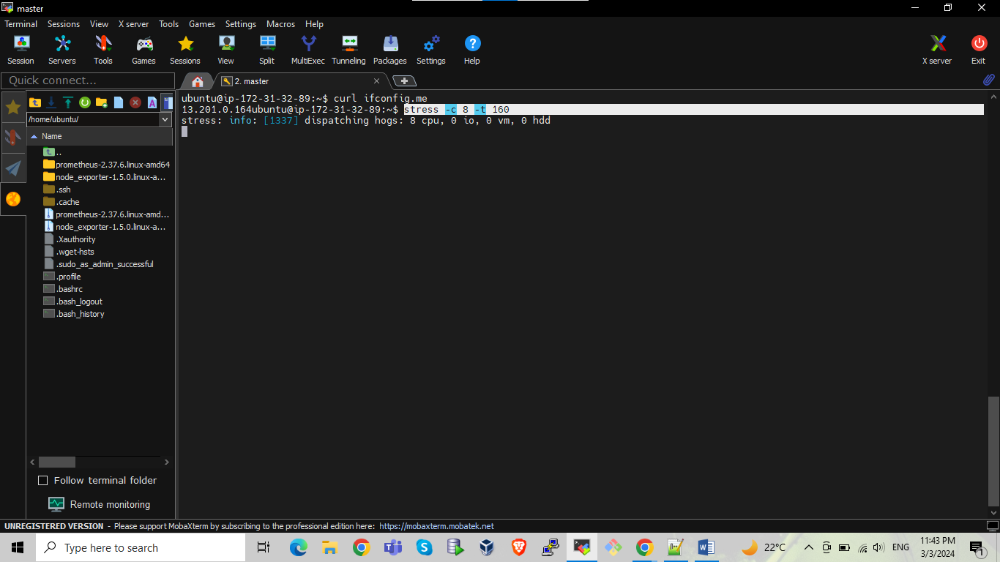 master
Terminal Sessions View X server Tools Games Settings Macros Help
Session Servers Tools Games Sessions View Split MultiExec Tunneling Packages Settings Help X server Exit
Quick connect...
2. master
/home/ubuntu/
Name
..
prometheus-2.37.6.linux-amd64
node_exporter-1.5.0.linux-a...
.ssh
.cache
prometheus-2.37.6.linux-amd...
node_exporter-1.5.0.linux-a...
.Xauthority
.wget-hsts
.sudo_as_admin_successful
.profile
.bashrc
.bash_logout
.bash_history
Follow terminal folder
Remote monitoring
ubuntu@ip-172-31-32-89:~$ curl ifconfig.me
13.201.0.164ubuntu@ip-172-31-32-89:~$ stress -c 8 -t 160
stress: info: [1337] dispatching hogs: 8 cpu, 0 io, 0 vm, 0 hdd
UNREGISTERED VERSION - Please support MobaXterm by subscribing to the professional edition here: https://mobaxterm.mobatek.net
Type here to search
22°C
ENG
11:43 PM
3/3/2024
1